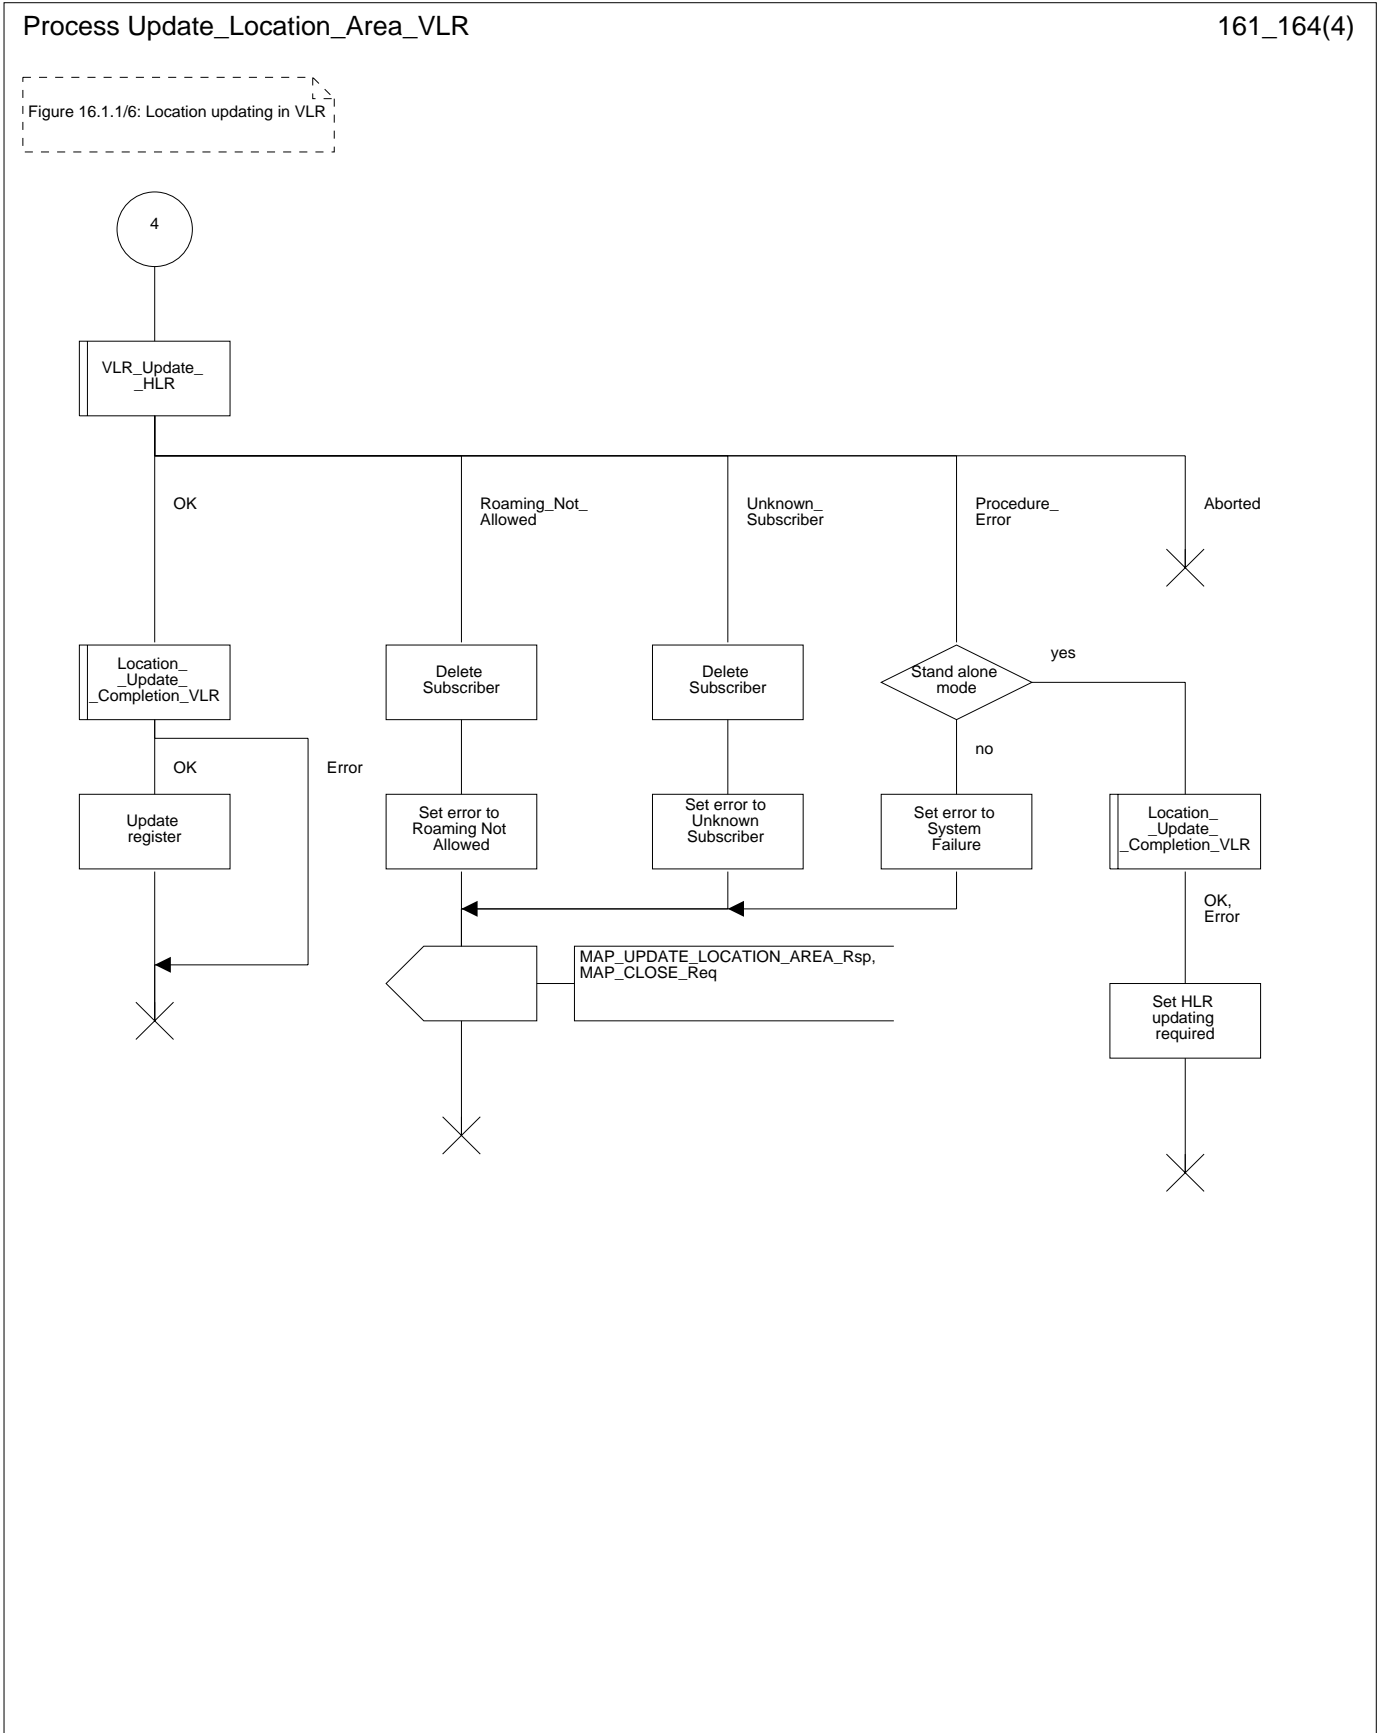 Process Update_Location_Area_VLR
161_164(4)
Figure 16.1.1/6: Location updating in VLR
4
VLR_Update_
_HLR
OK
Roaming_Not_
Allowed
Unknown_
Subscriber
Procedure_
Error
Aborted
Location_
_Update_
_Completion_VLR
Delete
Subscriber
Delete
Subscriber
Stand alone
mode
yes
no
OK
Error
Update
register
Set error to
Roaming Not
Allowed
Set error to
Unknown
Subscriber
Set error to
System
Failure
Location_
_Update_
_Completion_VLR
OK,
Error
MAP_UPDATE_LOCATION_AREA_Rsp,
MAP_CLOSE_Req
Set HLR
updating
required